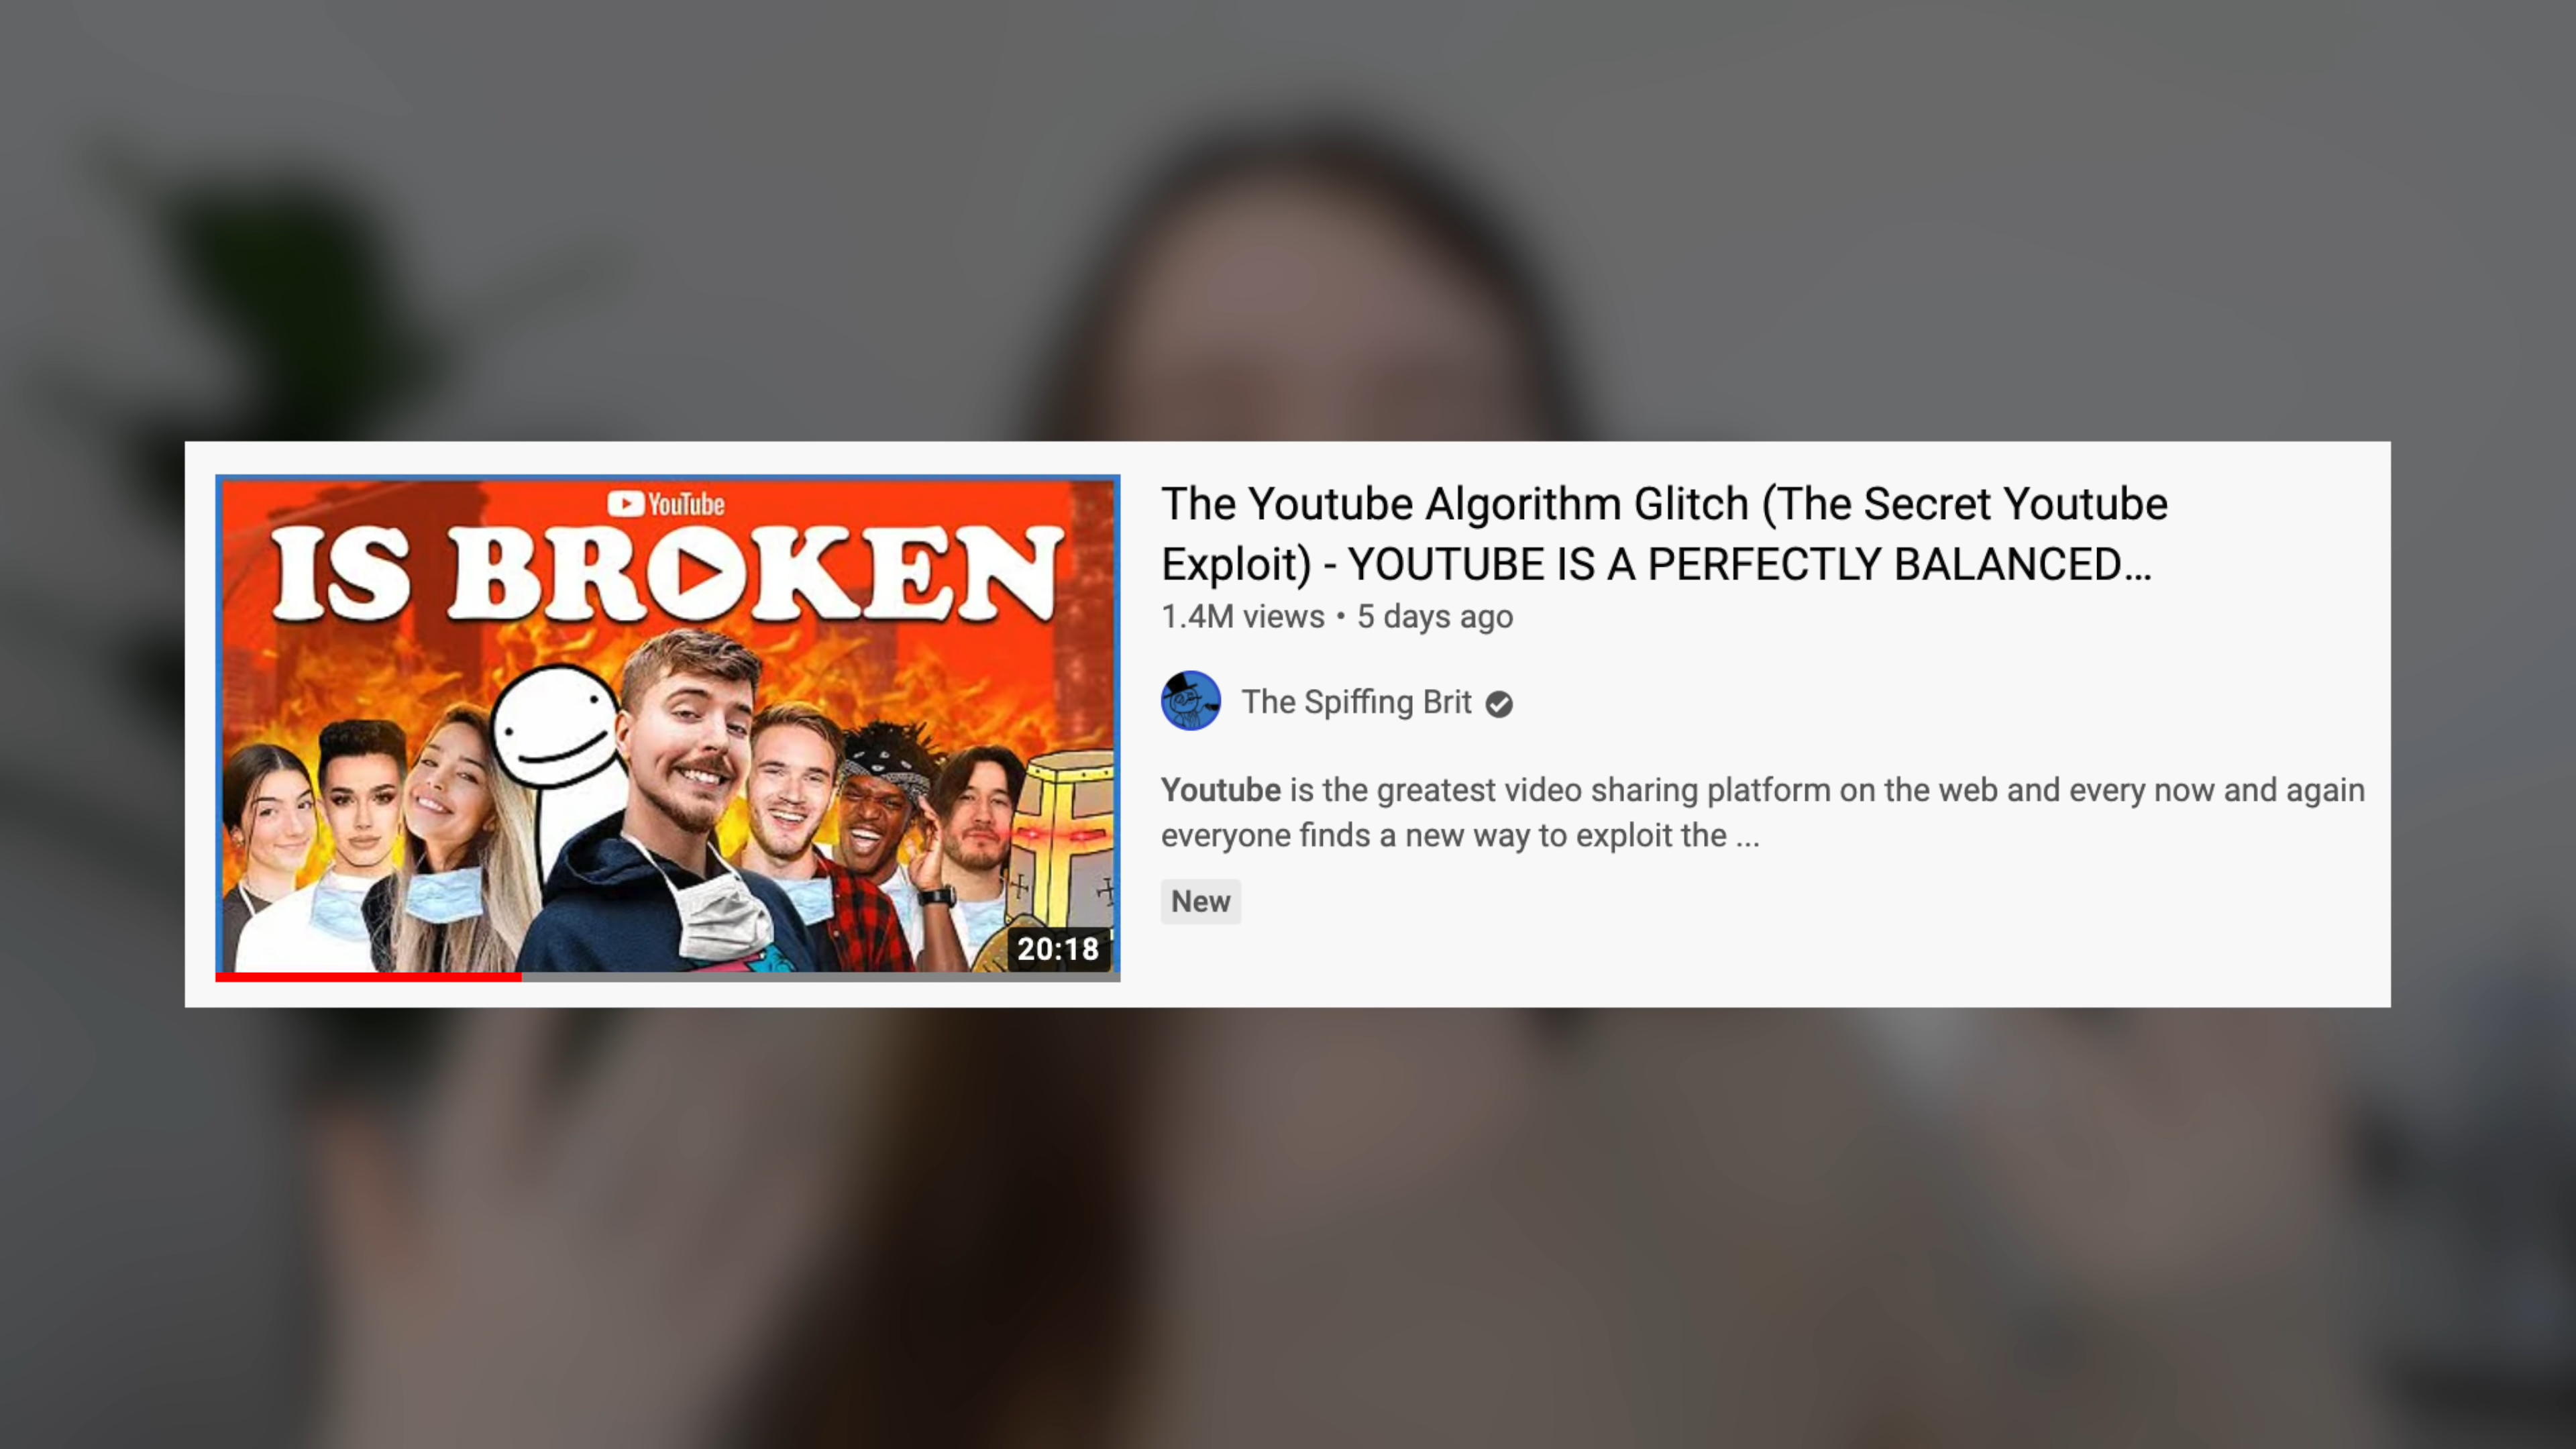 YouTube
IS BROKEN
20:18
The Youtube Algorithm Glitch (The Secret Youtube
Exploit) - YOUTUBE IS A PERFECTLY BALANCED...
1.4M views • 5 days ago
The Spiffing Brit
Youtube is the greatest video sharing platform on the web and every now and again
everyone finds a new way to exploit the ...
New